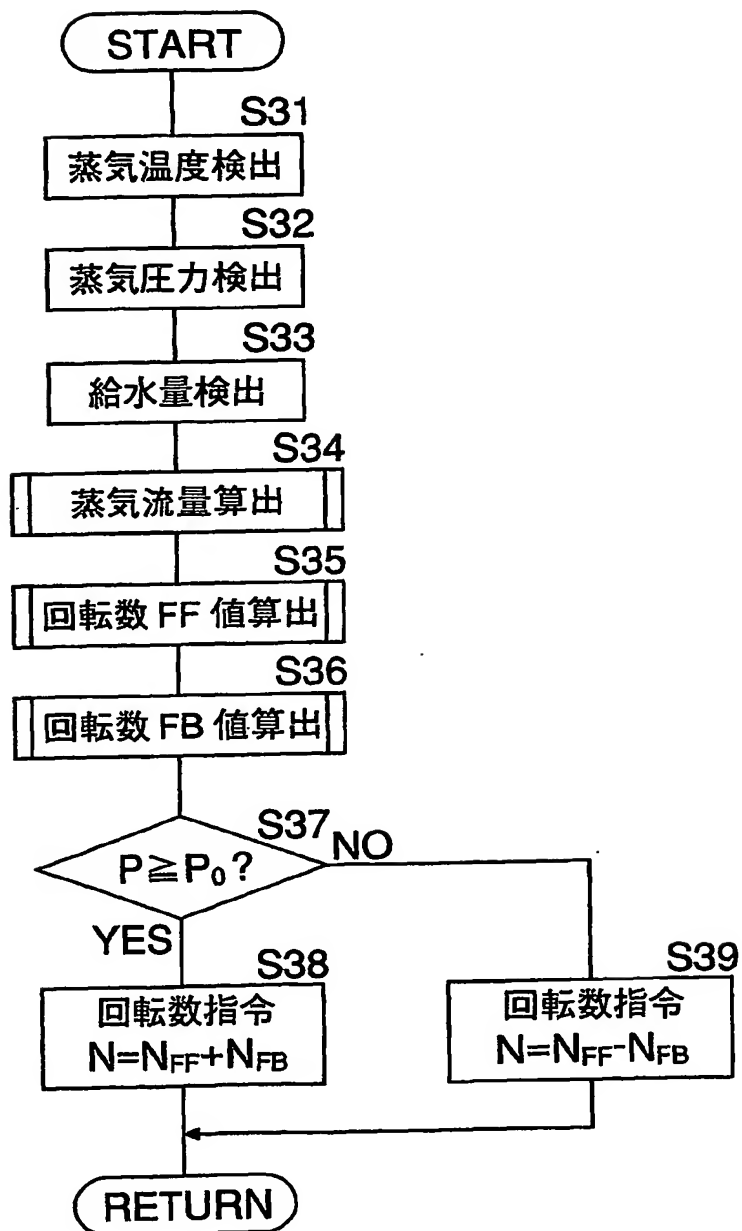 START
S31
蒸気温度検出
S32
蒸気圧力検出
S33
給水量検出
S34
蒸気流量算出
S35
回転数 FF 値算出
S36
回転数 FB 値算出
S37
P≧P₀?
NO
YES
S38
回転数指令
N=NFF+NFB
S39
回転数指令
N=NFF-NFB
RETURN